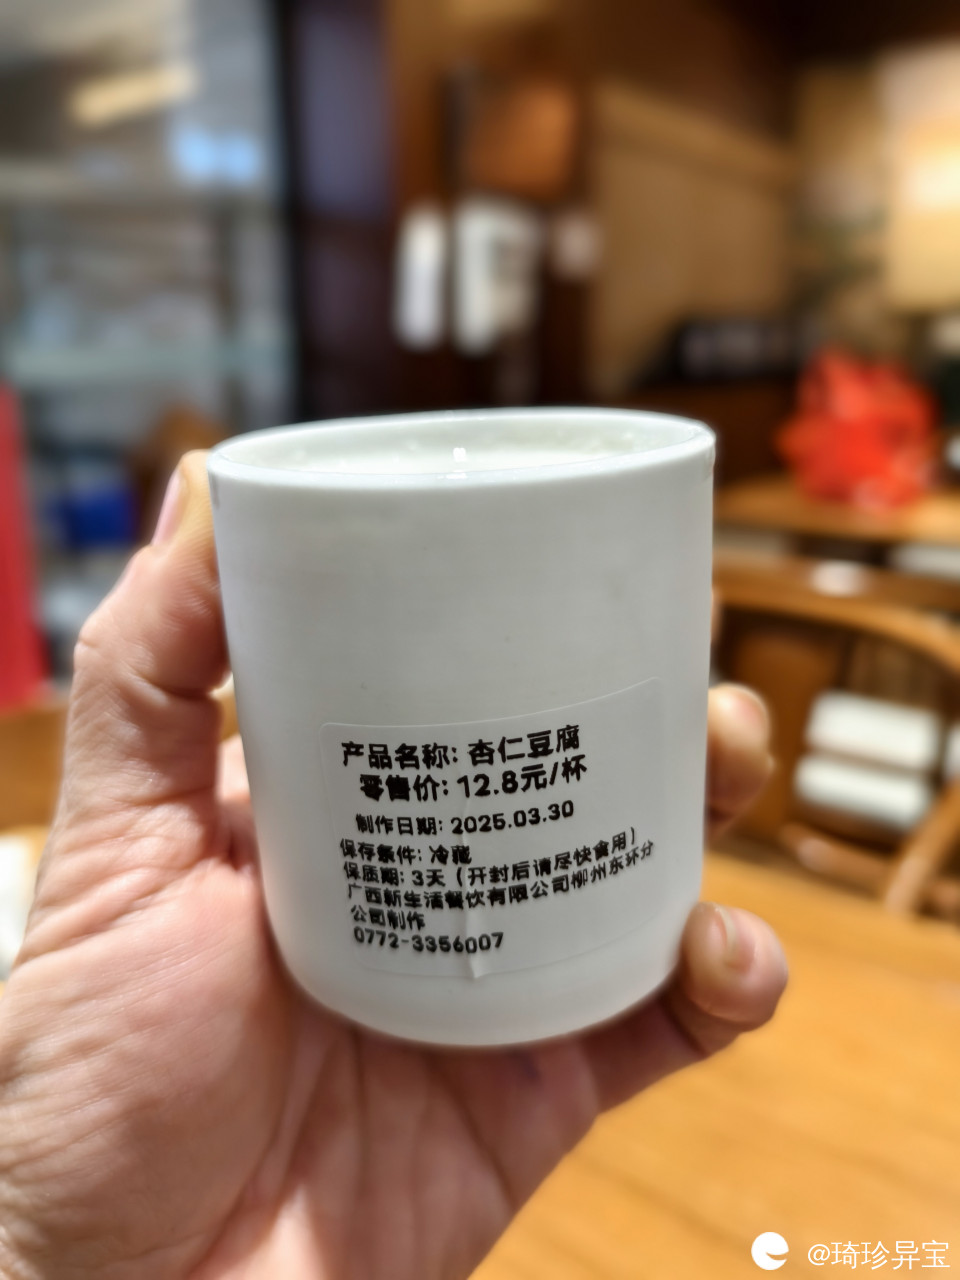 产品名称: 杏仁豆腐
零售价: 12.8元/杯
制作日期: 2025.03.30
保存条件: 冷藏
保质期: 3天（开封后请尽快食用）
广西新生活餐饮有限公司柳州东环分
公司制作
0772-3356007
@琦珍异宝